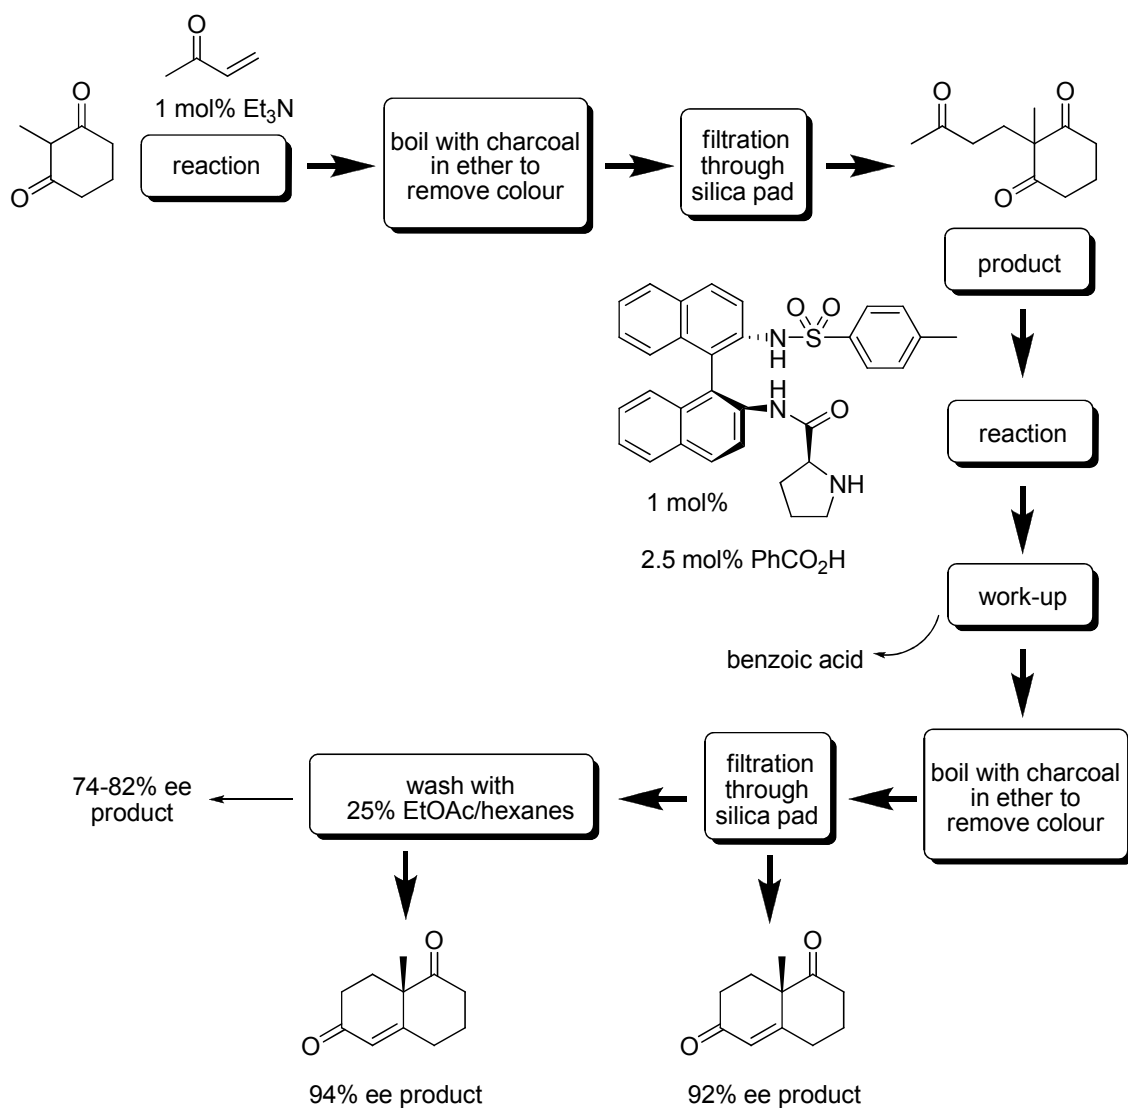 O
1 mol% Et3N
O
O
reaction
boil with charcoal
in ether to
remove colour
filtration
through
silica pad
O
O
O
product
O O
N S
H
H
N O
NH
1 mol%
2.5 mol% PhCO2H
reaction
work-up
benzoic acid
boil with charcoal
in ether to
remove colour
filtration
through
silica pad
wash with
25% EtOAc/hexanes
74-82% ee
product
O
O
94% ee product
O
O
92% ee product